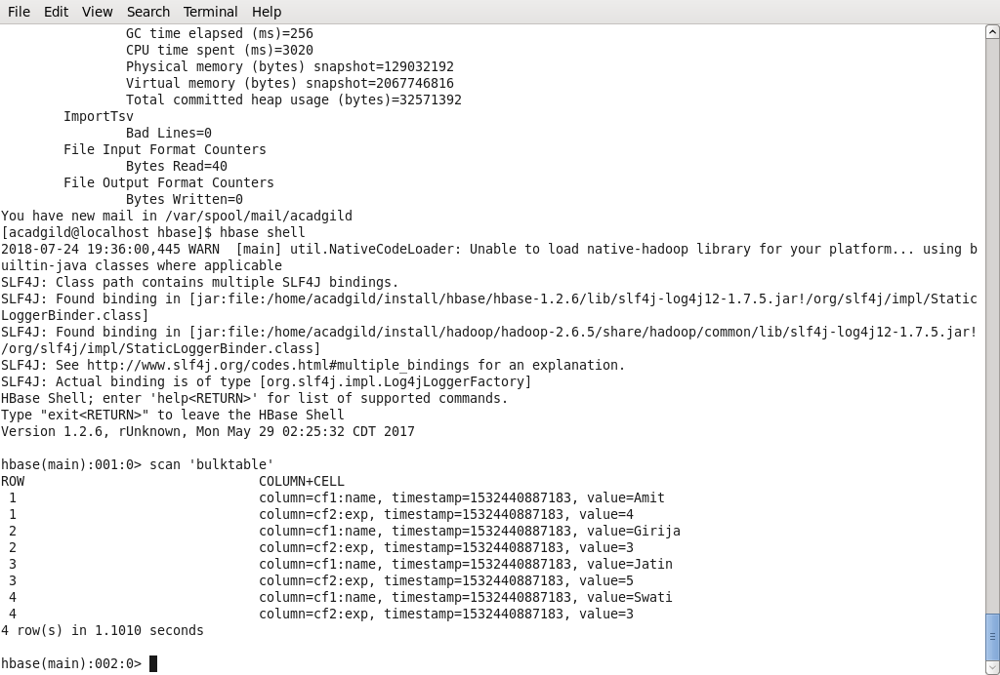 File Edit View Search Terminal Help
GC time elapsed (ms)=256
CPU time spent (ms)=3020
Physical memory (bytes) snapshot=129032192
Virtual memory (bytes) snapshot=2067746816
Total committed heap usage (bytes)=32571392
ImportTsv
Bad Lines=0
File Input Format Counters
Bytes Read=40
File Output Format Counters
Bytes Written=0
You have new mail in /var/spool/mail/acadgild
[acadgild@localhost hbase]$ hbase shell
2018-07-24 19:36:00,445 WARN  [main] util.NativeCodeLoader: Unable to load native-hadoop library for your platform... using b
uiltin-java classes where applicable
SLF4J: Class path contains multiple SLF4J bindings.
SLF4J: Found binding in [jar:file:/home/acadgild/install/hbase/hbase-1.2.6/lib/slf4j-log4j12-1.7.5.jar!/org/slf4j/impl/Static
LoggerBinder.class]
SLF4J: Found binding in [jar:file:/home/acadgild/install/hadoop/hadoop-2.6.5/share/hadoop/common/lib/slf4j-log4j12-1.7.5.jar!
/org/slf4j/impl/StaticLoggerBinder.class]
SLF4J: See http://www.slf4j.org/codes.html#multiple_bindings for an explanation.
SLF4J: Actual binding is of type [org.slf4j.impl.Log4jLoggerFactory]
HBase Shell; enter 'help<RETURN>' for list of supported commands.
Type "exit<RETURN>" to leave the HBase Shell
Version 1.2.6, rUnknown, Mon May 29 02:25:32 CDT 2017
hbase(main):001:0> scan 'bulktable'
ROW COLUMN+CELL
1 column=cf1:name, timestamp=1532440887183, value=Amit
1 column=cf2:exp, timestamp=1532440887183, value=4
2 column=cf1:name, timestamp=1532440887183, value=Girija
2 column=cf2:exp, timestamp=1532440887183, value=3
3 column=cf1:name, timestamp=1532440887183, value=Jatin
3 column=cf2:exp, timestamp=1532440887183, value=5
4 column=cf1:name, timestamp=1532440887183, value=Swati
4 column=cf2:exp, timestamp=1532440887183, value=3
4 row(s) in 1.1010 seconds
hbase(main):002:0>